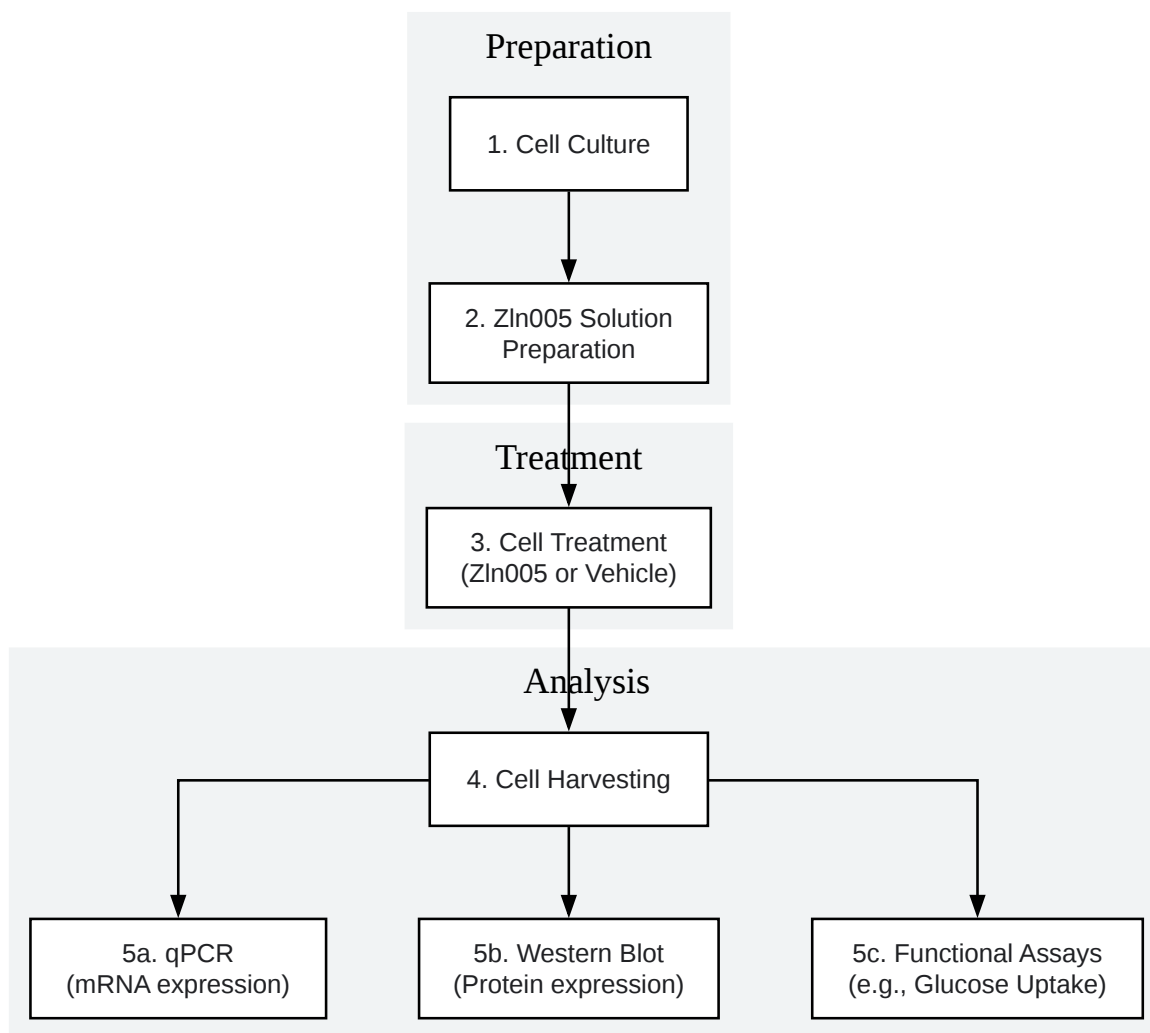 Preparation
1. Cell Culture
2. Zln005 Solution
Preparation
Treatment
3. Cell Treatment
(Zln005 or Vehicle)
Analysis
4. Cell Harvesting
5a. qPCR
(mRNA expression)
5b. Western Blot
(Protein expression)
5c. Functional Assays
(e.g., Glucose Uptake)